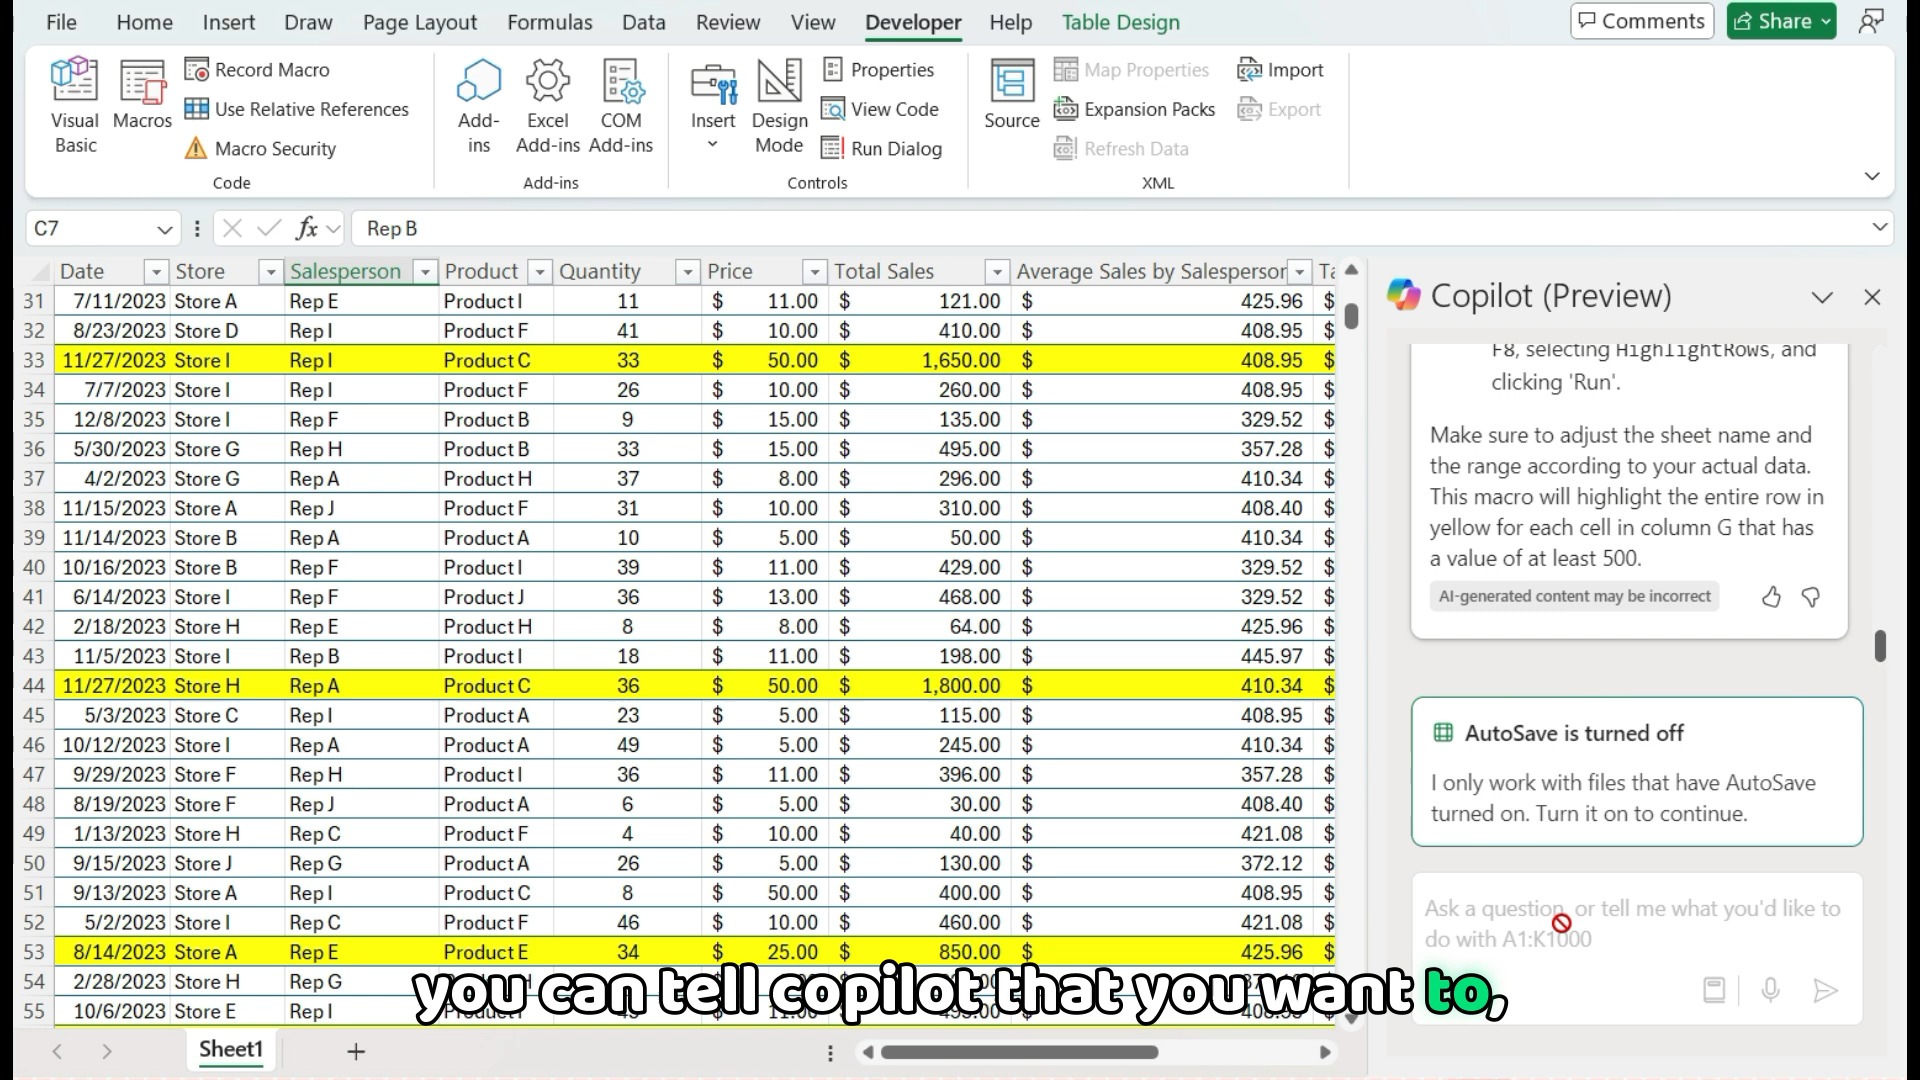 File Home Insert Draw Page Layout Formulas Data Review View Developer Help Table Design Comments Share
Visual Basic
Macros
Record Macro
Use Relative References
Macro Security
Code
Add-ins
Excel Add-ins
COM Add-ins
Add-ins
Insert
Design Mode
Properties
View Code
Run Dialog
Controls
Source
Map Properties
Expansion Packs
Refresh Data
Import
Export
XML
C7 fx Rep B
Date Store Salesperson Product Quantity Price Total Sales Average Sales by Salesperson
31 7/11/2023 Store A Rep E Product I 11 $ 11.00 $ 121.00 $ 425.96 $
32 8/23/2023 Store D Rep I Product F 41 $ 10.00 $ 410.00 $ 408.95 $
33 11/27/2023 Store I Rep I Product C 33 $ 50.00 $ 1,650.00 $ 408.95 $
34 7/7/2023 Store I Rep I Product F 26 $ 10.00 $ 260.00 $ 408.95 $
35 12/8/2023 Store I Rep F Product B 9 $ 15.00 $ 135.00 $ 329.52 $
36 5/30/2023 Store G Rep H Product B 33 $ 15.00 $ 495.00 $ 357.28 $
37 4/2/2023 Store G Rep A Product H 37 $ 8.00 $ 296.00 $ 410.34 $
38 11/15/2023 Store A Rep J Product F 31 $ 10.00 $ 310.00 $ 408.40 $
39 11/14/2023 Store B Rep A Product A 10 $ 5.00 $ 50.00 $ 410.34 $
40 10/16/2023 Store B Rep F Product I 39 $ 11.00 $ 429.00 $ 329.52 $
41 6/14/2023 Store I Rep F Product J 36 $ 13.00 $ 468.00 $ 329.52 $
42 2/18/2023 Store H Rep E Product H 8 $ 8.00 $ 64.00 $ 425.96 $
43 11/5/2023 Store I Rep B Product I 18 $ 11.00 $ 198.00 $ 445.97 $
44 11/27/2023 Store H Rep A Product C 36 $ 50.00 $ 1,800.00 $ 410.34 $
45 5/3/2023 Store C Rep I Product A 23 $ 5.00 $ 115.00 $ 408.95 $
46 10/12/2023 Store I Rep A Product A 49 $ 5.00 $ 245.00 $ 410.34 $
47 9/29/2023 Store F Rep H Product I 36 $ 11.00 $ 396.00 $ 357.28 $
48 8/19/2023 Store F Rep J Product A 6 $ 5.00 $ 30.00 $ 408.40 $
49 1/13/2023 Store H Rep C Product F 4 $ 10.00 $ 40.00 $ 421.08 $
50 9/15/2023 Store J Rep G Product A 26 $ 5.00 $ 130.00 $ 372.12 $
51 9/13/2023 Store A Rep I Product C 8 $ 50.00 $ 400.00 $ 408.95 $
52 5/2/2023 Store I Rep C Product F 46 $ 10.00 $ 460.00 $ 421.08 $
53 8/14/2023 Store A Rep E Product E 34 $ 25.00 $ 850.00 $ 425.96 $
54 2/28/2023 Store H Rep G
55 10/6/2023 Store E Rep I
you can tell copilot that you want to,
Sheet1
Copilot (Preview)
F8, selecting HighlightRows, and
clicking 'Run'.
Make sure to adjust the sheet name and
the range according to your actual data.
This macro will highlight the entire row in
yellow for each cell in column G that has
a value of at least 500.
AI-generated content may be incorrect
AutoSave is turned off
I only work with files that have AutoSave
turned on. Turn it on to continue.
Ask a question, or tell me what you'd like to
do with A1:K1000